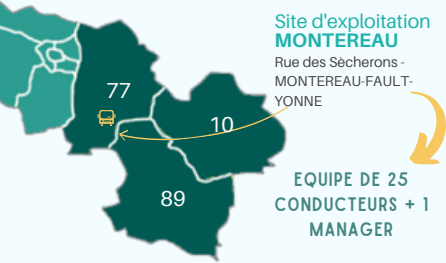 Site d'exploitation
MONTEREAU
Rue des Sècherons -
MONTEREAU-FAULT-
YONNE
77
10
89
EQUIPE DE 25
CONDUCTEURS + 1
MANAGER